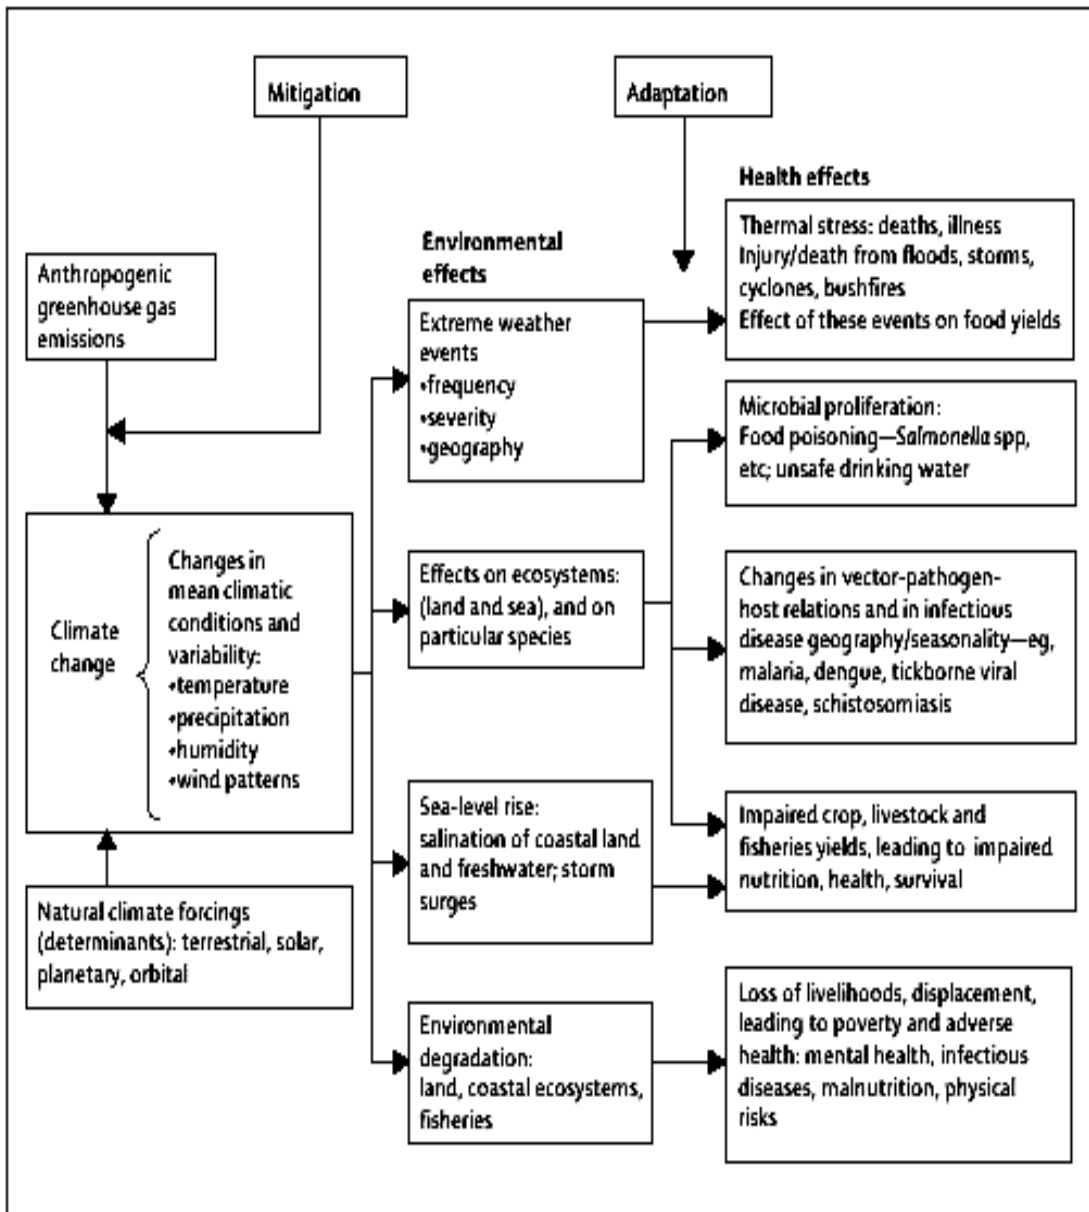 Mitigation
Adaptation
Health effects
Thermal stress: deaths, illness
Injury/death from floods, storms,
cyclones, bushfires
Effect of these events on food yields
Environmental
effects
Anthropogenic
greenhouse gas
emissions
Extreme weather
events
•frequency
•severity
•geography
Microbial proliferation:
Food poisoning—Salmonella spp,
etc; unsafe drinking water
Climate
change
Changes in
mean climatic
conditions and
variability:
•temperature
•precipitation
•humidity
•wind patterns
Effects on ecosystems:
(land and sea), and on
particular species
Changes in vector-pathogen-
host relations and in infectious
disease geography/seasonality—eg,
malaria, dengue, tickborne viral
disease, schistosomiasis
Sea-level rise:
salination of coastal land
and freshwater; storm
surges
Impaired crop, livestock and
fisheries yields, leading to impaired
nutrition, health, survival
Natural climate forcings
(determinants): terrestrial, solar,
planetary, orbital
Environmental
degradation:
land, coastal ecosystems,
fisheries
Loss of livelihoods, displacement,
leading to poverty and adverse
health: mental health, infectious
diseases, malnutrition, physical
risks